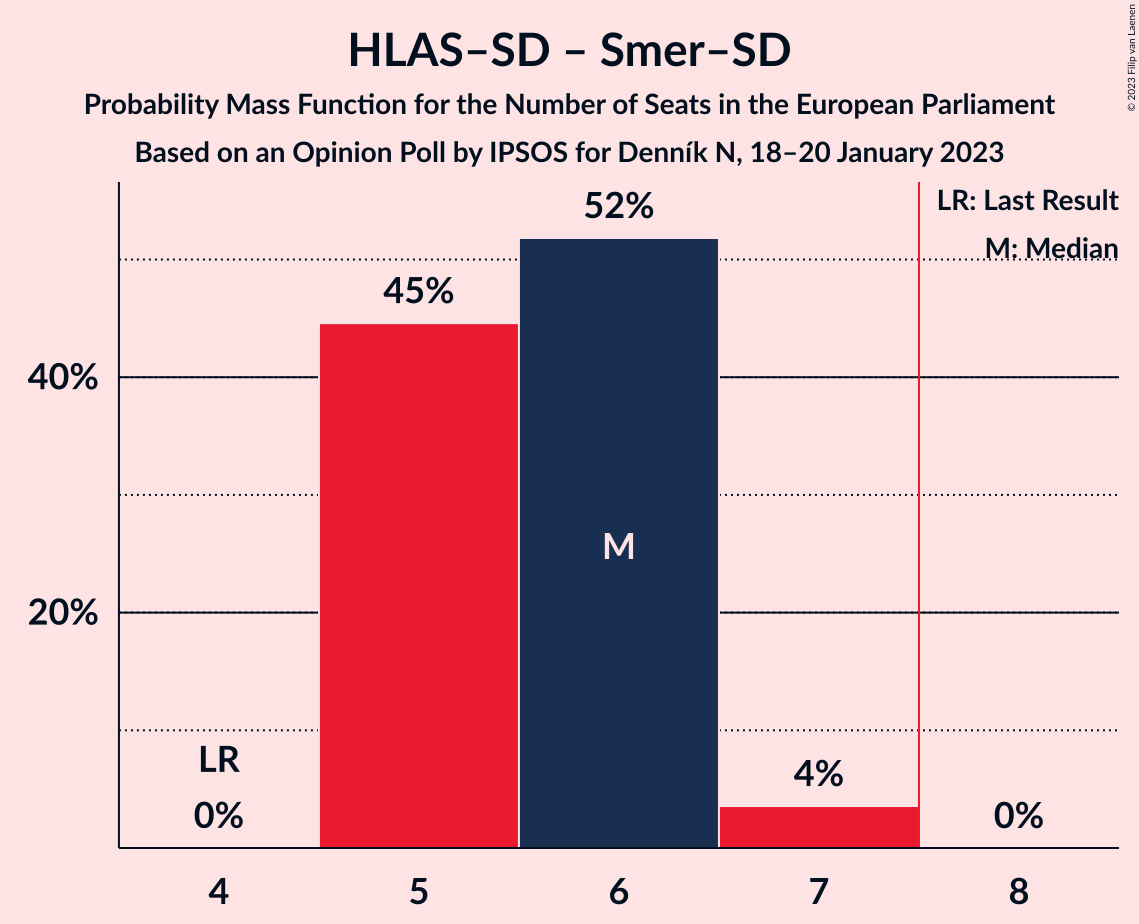 HLAS–SD – Smer–SD
Probability Mass Function for the Number of Seats in the European Parliament
Based on an Opinion Poll by IPSOS for Denník N, 18–20 January 2023
© 2023 Filip van Laenen
LR: Last Result
M: Median
52%
45%
40%
M
20%
LR
0%
4%
0%
4 5 6 7 8